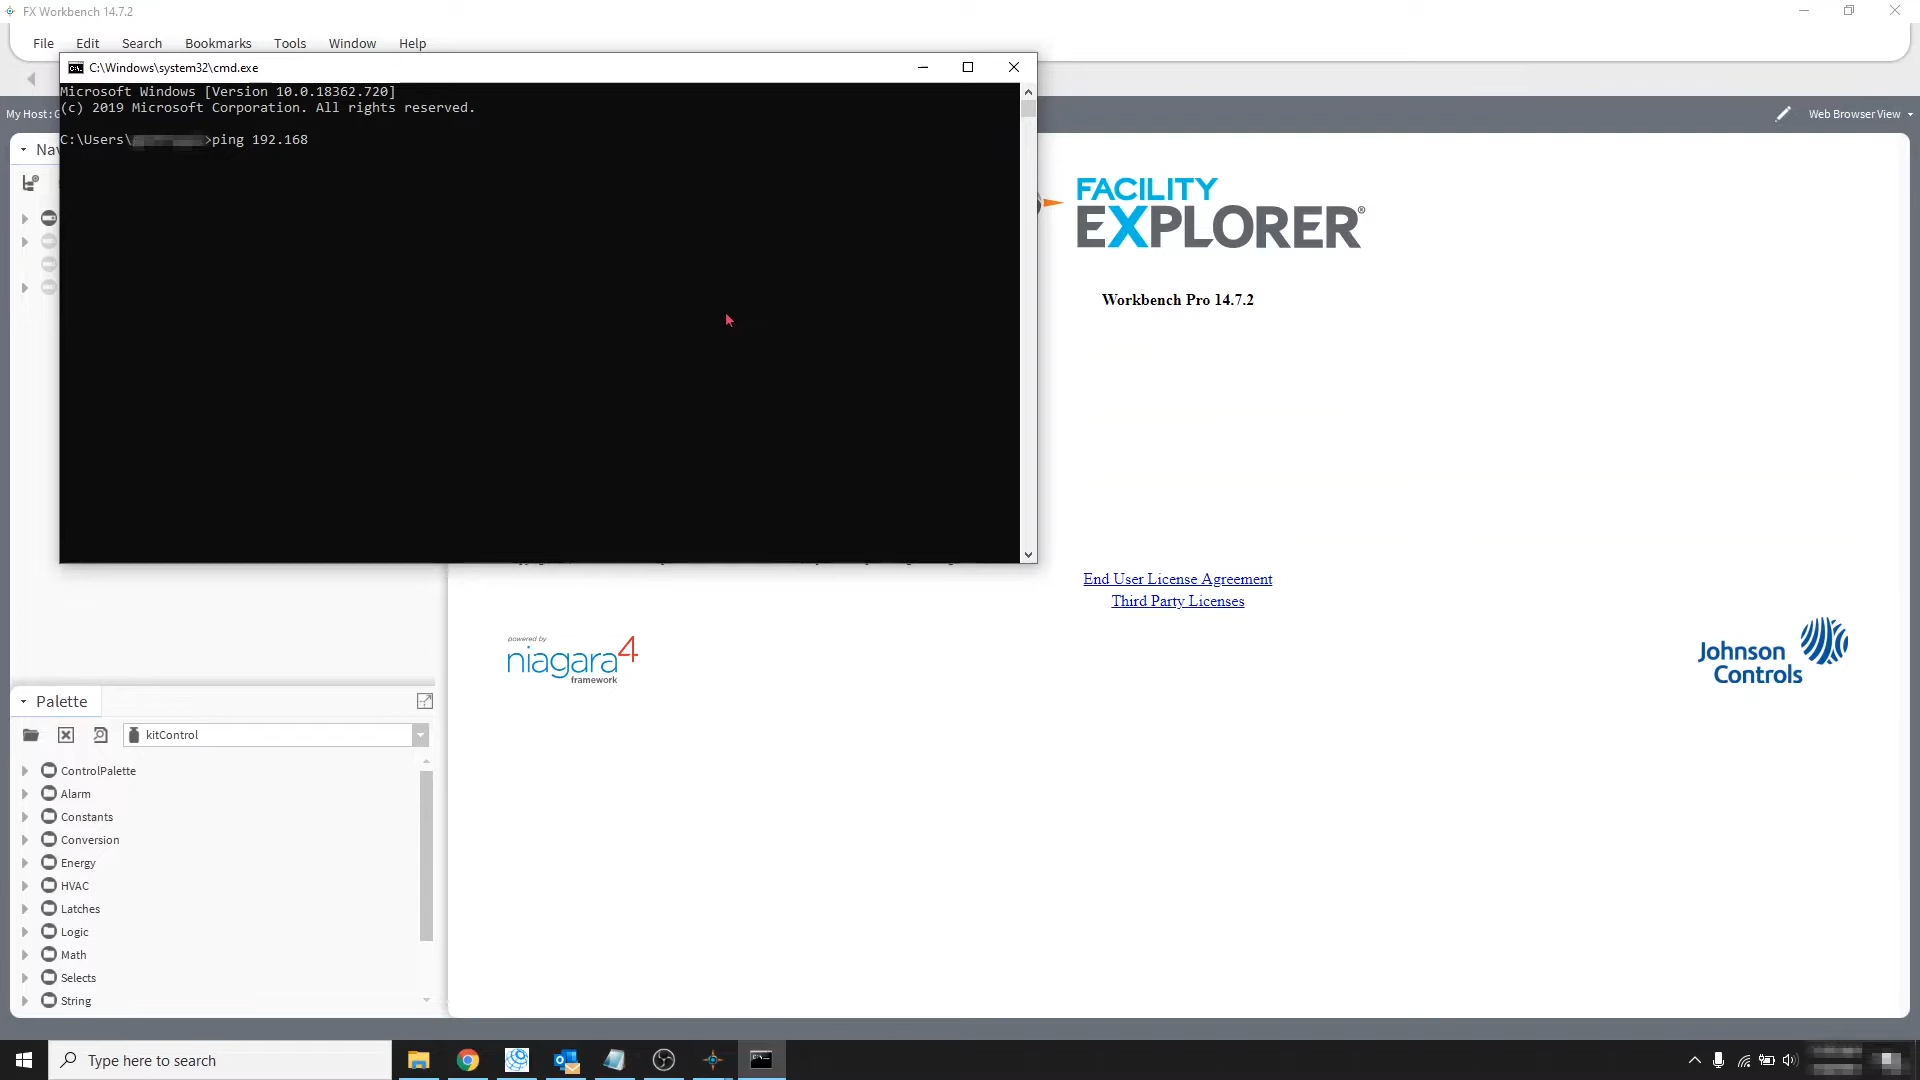 FX Workbench 14.7.2
File Edit Search Bookmarks Tools Window Help
C:\Windows\system32\cmd.exe
Microsoft Windows [Version 10.0.18362.720]
(c) 2019 Microsoft Corporation. All rights reserved.
My Host :
Web Browser View
C:\Users\ >ping 192.168
FACILITY
EXPLORER®
Workbench Pro 14.7.2
End User License Agreement
Third Party Licenses
powered by
niagara4
framework
Johnson
Controls
Palette
kitControl
ControlPalette
Alarm
Constants
Conversion
Energy
HVAC
Latches
Logic
Math
Selects
String
Type here to search